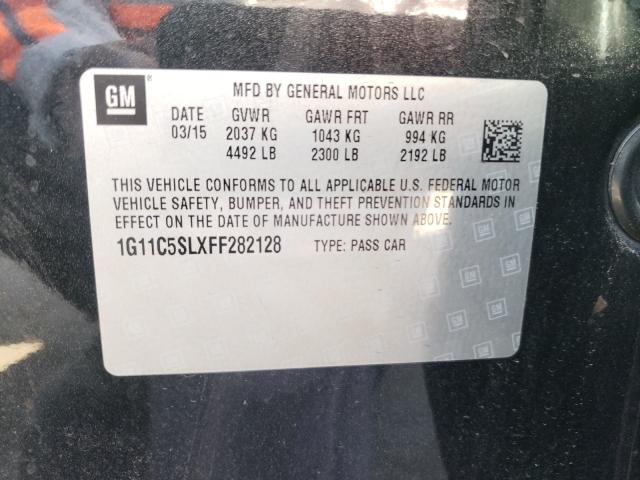 GM ®
MFD BY GENERAL MOTORS LLC
DATE GVWR GAWR FRT GAWR RR
03/15 2037 KG 1043 KG 994 KG
4492 LB 2300 LB 2192 LB
THIS VEHICLE CONFORMS TO ALL APPLICABLE U.S. FEDERAL MOTOR
VEHICLE SAFETY, BUMPER, AND THEFT PREVENTION STANDARDS IN
EFFECT ON THE DATE OF MANUFACTURE SHOWN ABOVE.
1G11C5SLXFF282128 TYPE: PASS CAR